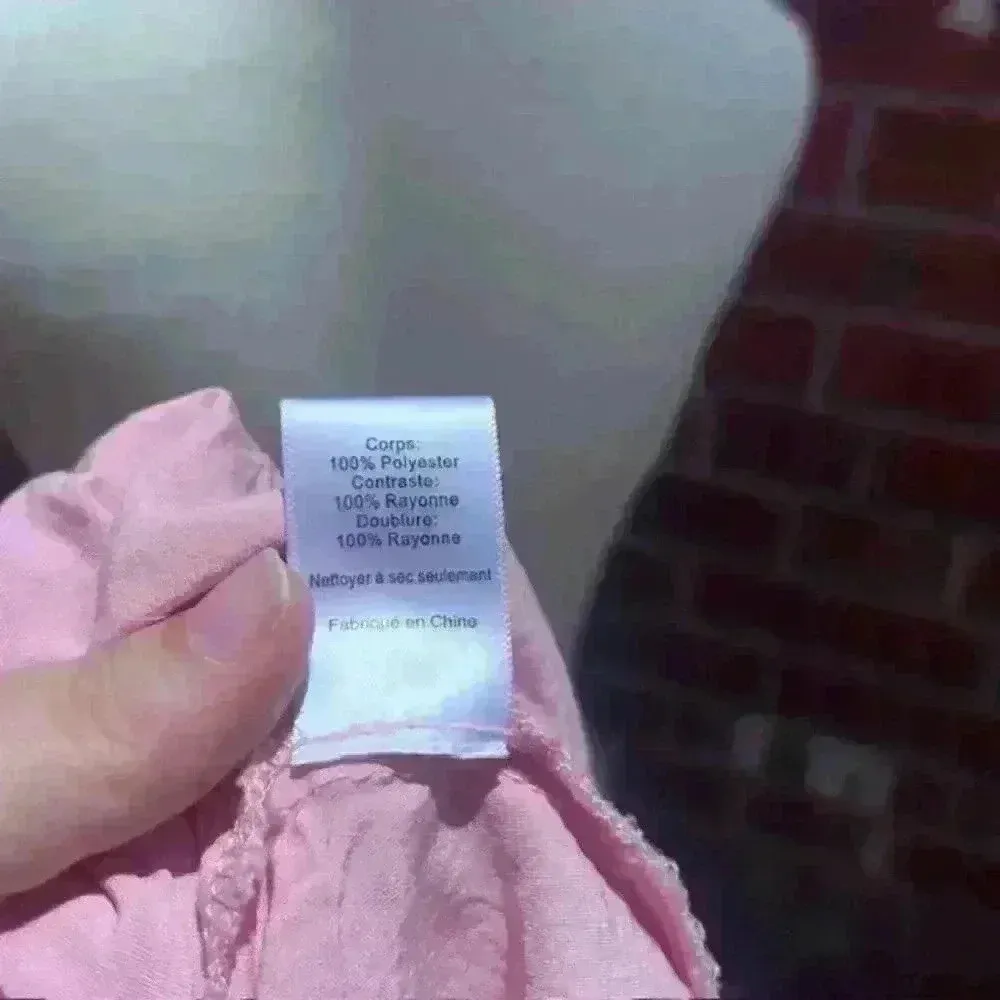 Corps:
100% Polyester
Contraste:
100% Rayonne
Doublure:
100% Rayonne
Nettoyer à sec seulement
Fabriqué en Chine